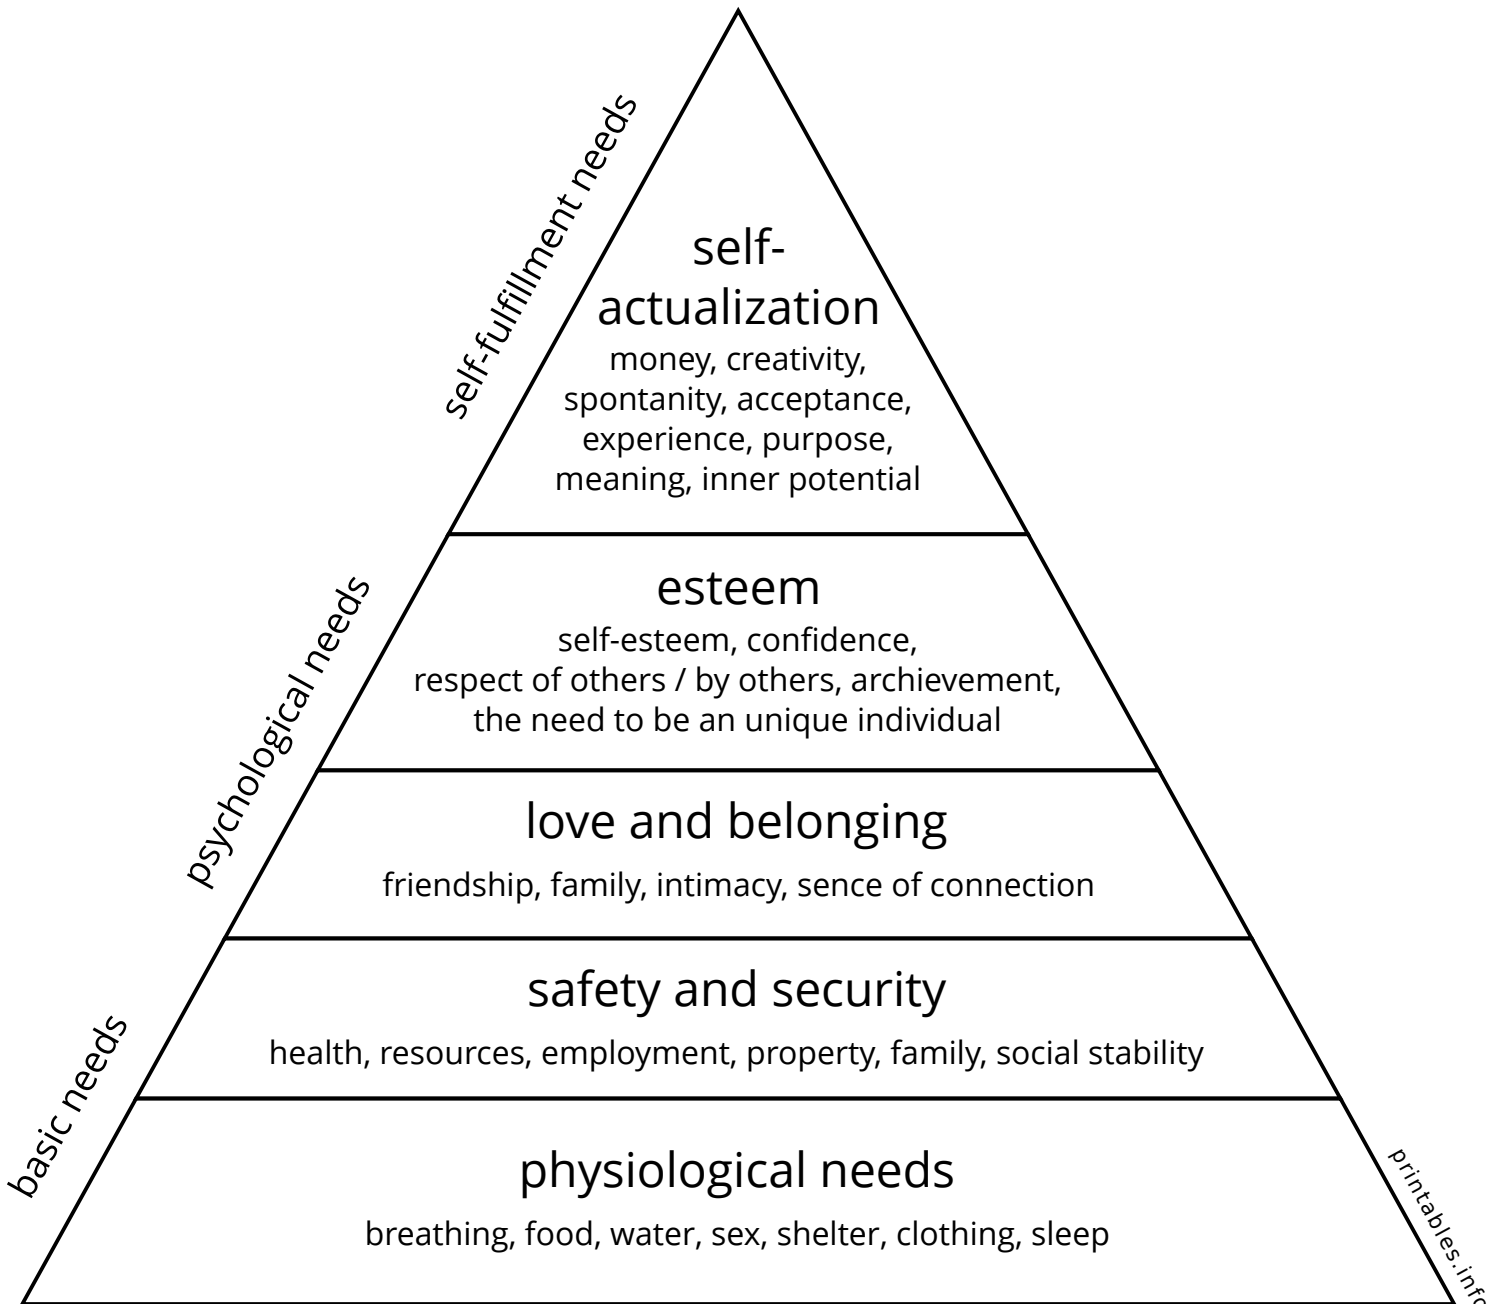 self-fulfillment needs
self-
actualization
money, creativity,
spontanity, acceptance,
experience, purpose,
meaning, inner potential
psychological needs
esteem
self-esteem, confidence,
respect of others / by others, archievement,
the need to be an unique individual
love and belonging
friendship, family, intimacy, sence of connection
basic needs
safety and security
health, resources, employment, property, family, social stability
physiological needs
breathing, food, water, sex, shelter, clothing, sleep
printables.info